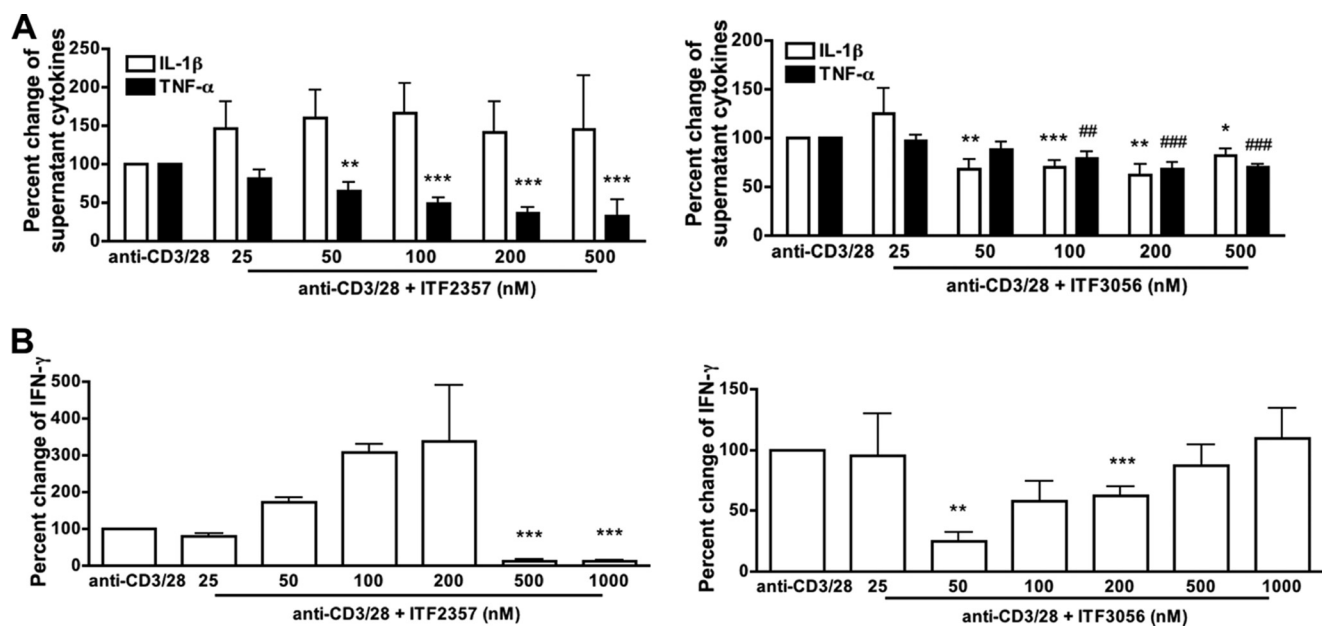 A
Percent change of
supernatant cytokines
250
200
150
100
50
0
IL-1β
TNF-α
**
***
***
***
anti-CD3/28
25
50
100
200
500
anti-CD3/28 + ITF2357 (nM)
Percent change of
supernatant cytokines
200
150
100
50
0
IL-1β
TNF-α
**
***
##
**
###
*
###
anti-CD3/28
25
50
100
200
500
anti-CD3/28 + ITF3056 (nM)
B
Percent change of IFN-γ
500
400
300
200
100
0
***
***
anti-CD3/28
25
50
100
200
500
1000
anti-CD3/28 + ITF2357 (nM)
Percent change of IFN-γ
150
100
50
0
**
***
anti-CD3/28
25
50
100
200
500
1000
anti-CD3/28 + ITF3056 (nM)